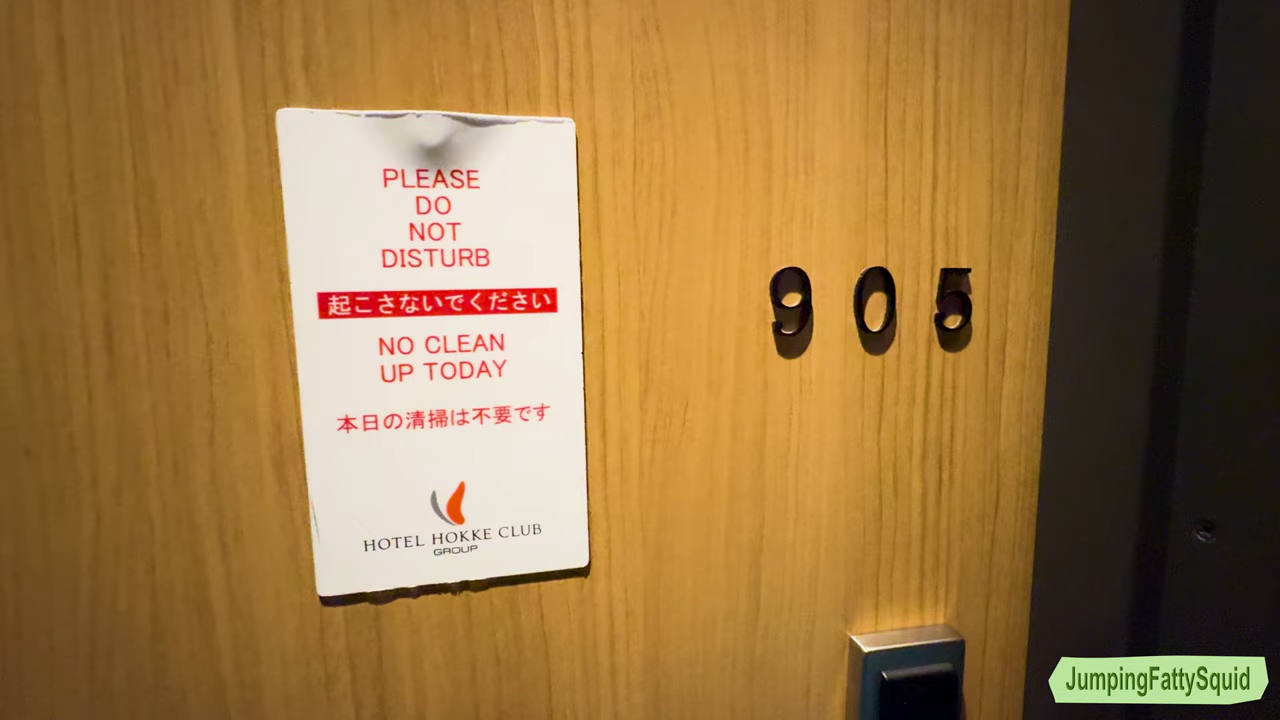 PLEASE
DO
NOT
DISTURB
起こさないでください
NO CLEAN
UP TODAY
本日の清掃は不要です
HOTEL HOKKE CLUB
GROUP
905
JumpingFattySquid